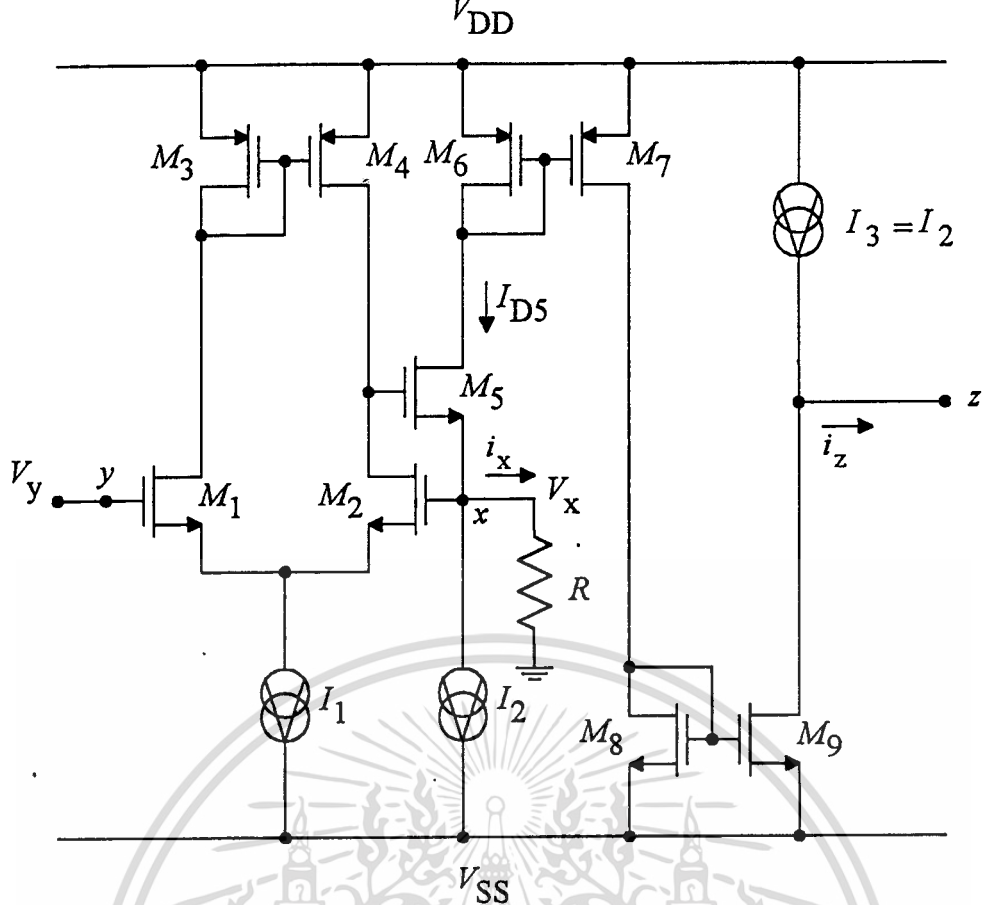 V_DD
M_3
M_4
M_6
M_7
I_3 = I_2
I_D5
M_5
z
i_z
V_y
y
M_1
M_2
i_x
V_x
x
R
I_1
I_2
M_8
M_9
V_SS